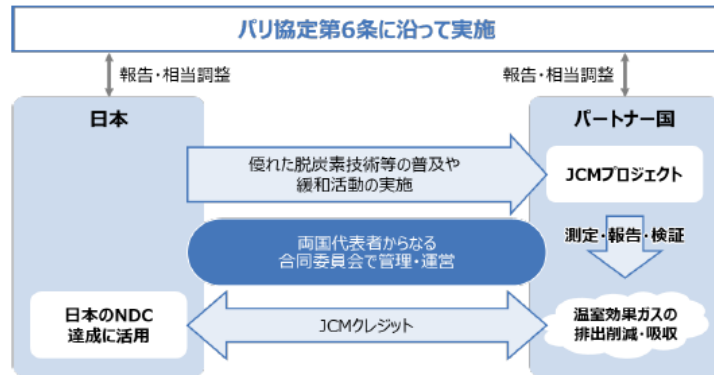 パリ協定第6条に沿って実施
報告・相当調整
報告・相当調整
日本
パートナー国
優れた脱炭素技術等の普及や
緩和活動の実施
JCMプロジェクト
測定・報告・検証
両国代表者からなる
合同委員会で管理・運営
日本のNDC
達成に活用
JCMクレジット
温室効果ガスの
排出削減・吸収